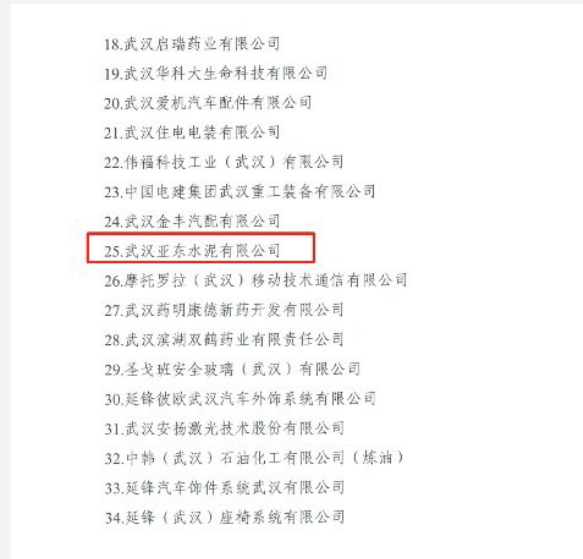 18.武汉启瑞药业有限公司
19.武汉华科大生命科技有限公司
20.武汉爱机汽车配件有限公司
21.武汉住电电装有限公司
22.伟福科技工业（武汉）有限公司
23.中国电建集团武汉重工装备有限公司
24.武汉金丰汽配有限公司
25.武汉亚东水泥有限公司
26.摩托罗拉（武汉）移动技术通信有限公司
27.武汉药明康德新药开发有限公司
28.武汉滨湖双鹤药业有限责任公司
29.圣戈班安全玻璃（武汉）有限公司
30.延锋彼欧武汉汽车外饰系统有限公司
31.武汉安扬激光技术股份有限公司
32.中韩（武汉）石油化工有限公司（炼油）
33.延锋汽车饰件系统武汉有限公司
34.延锋（武汉）座椅系统有限公司